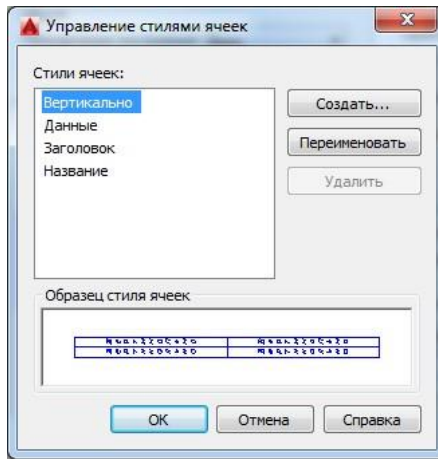 Управление стилями ячеек
Стили ячеек:
Вертикально
Данные
Заголовок
Название
Создать...
Переименовать
Удалить
Образец стиля ячеек
OK
Отмена
Справка